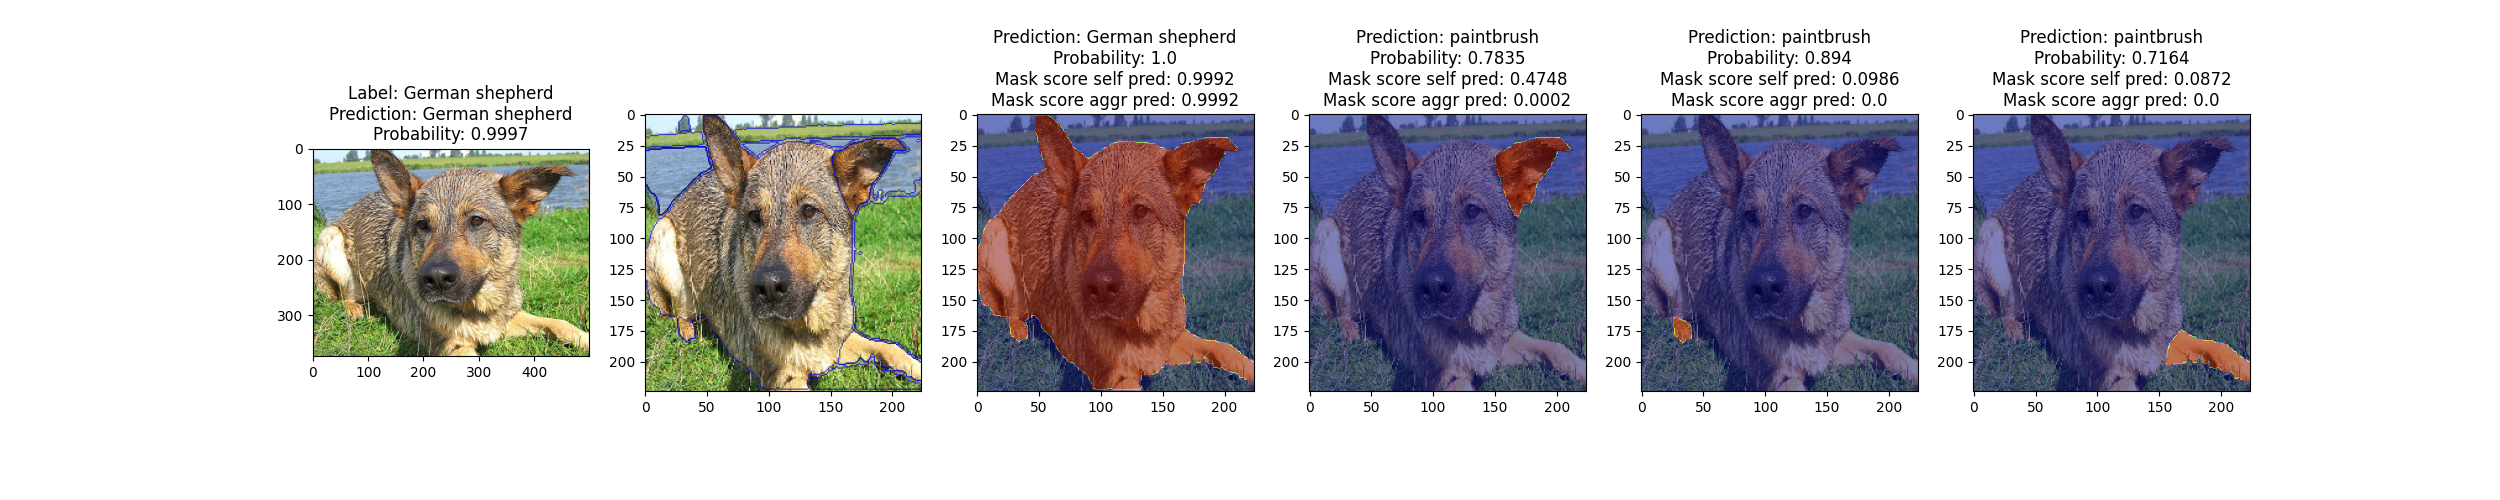 Label: German shepherd
Prediction: German shepherd
Probability: 0.9997
0
100
200
300
0 100 200 300 400
0
25
50
75
100
125
150
175
200
0 50 100 150 200
Prediction: German shepherd
Probability: 1.0
Mask score self pred: 0.9992
Mask score aggr pred: 0.9992
0
25
50
75
100
125
150
175
200
0 50 100 150 200
Prediction: paintbrush
Probability: 0.7835
Mask score self pred: 0.4748
Mask score aggr pred: 0.0002
0
25
50
75
100
125
150
175
200
0 50 100 150 200
Prediction: paintbrush
Probability: 0.894
Mask score self pred: 0.0986
Mask score aggr pred: 0.0
0
25
50
75
100
125
150
175
200
0 50 100 150 200
Prediction: paintbrush
Probability: 0.7164
Mask score self pred: 0.0872
Mask score aggr pred: 0.0
0
25
50
75
100
125
150
175
200
0 50 100 150 200